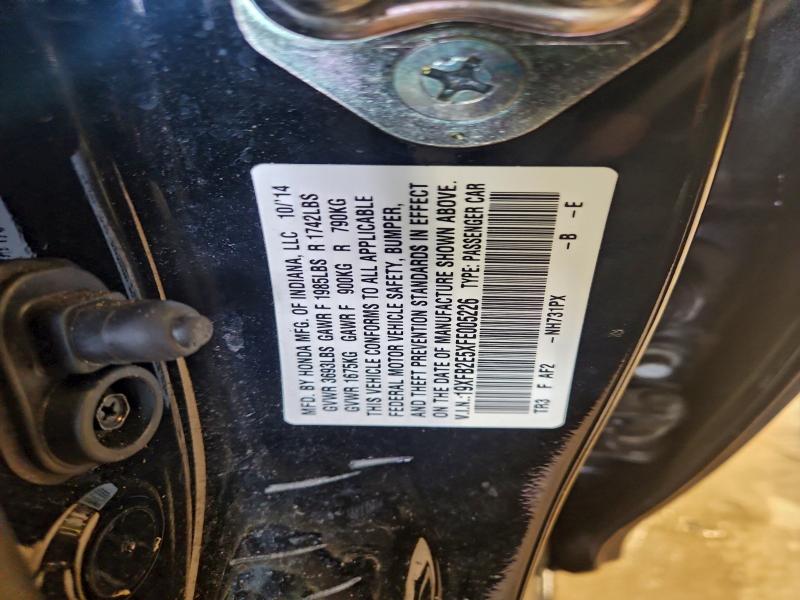 MFD. BY HONDA MFG. OF INDIANA, LLC 10/14
GVWR 3693LBS GAWR F 1985LBS R 1742LBS
GVWR 1675KG GAWR F 900KG R 790KG
THIS VEHICLE CONFORMS TO ALL APPLICABLE
FEDERAL MOTOR VEHICLE SAFETY, BUMPER,
AND THEFT PREVENTION STANDARDS IN EFFECT
ON THE DATE OF MANUFACTURE SHOWN ABOVE.
V.I.N.:19XFB2E5XFE005226 TYPE: PASSENGER CAR
TR3 F AF2 -NH731PX -B -E